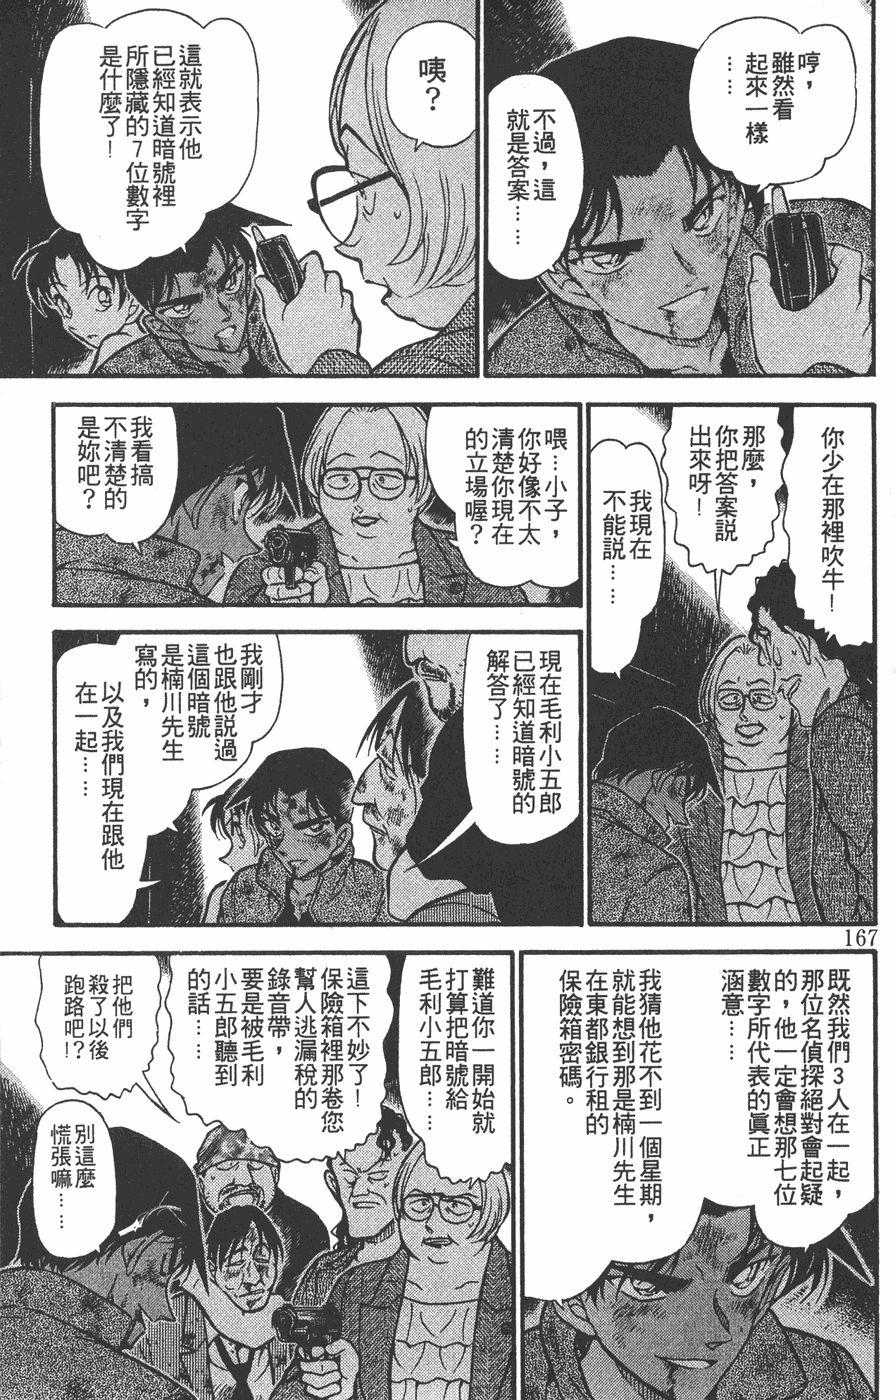 哼，
雖然看
起來一樣
……
不過，這
就是答案……
咦？
這就表示他
已經知道暗號裡
所隱藏的7位數字
是什麼了！
你少在那裡吹牛！
那麼，
你把答案說
出來呀！
我現在
不能說……
喂…小子，
你好像不太
清楚你現在
的立場喔？
我看搞
不清楚的
是妳吧？
現在毛利小五郎
已經知道暗號的
解答了……
我剛才
也跟他說過
這個暗號
是楠川先生
寫的，
以及我們現在跟他
在一起……
167
既然我們3人在一起，
那位名偵探絕對會起疑
的，他一定會想那七位
數字所代表的真正
涵意……
我猜他花不到一個星期，
就能想到那是楠川先生
在東都銀行租的
保險箱密碼。
難道你一開始就
打算把暗號給
毛利小五郎……
這下不妙了！
保險箱裡那卷您
幫人逃漏稅的
錄音帶，
要是被毛利
小五郎聽到
的話……
把他們
殺了以後
跑路吧!?
別這麼
慌張嘛……